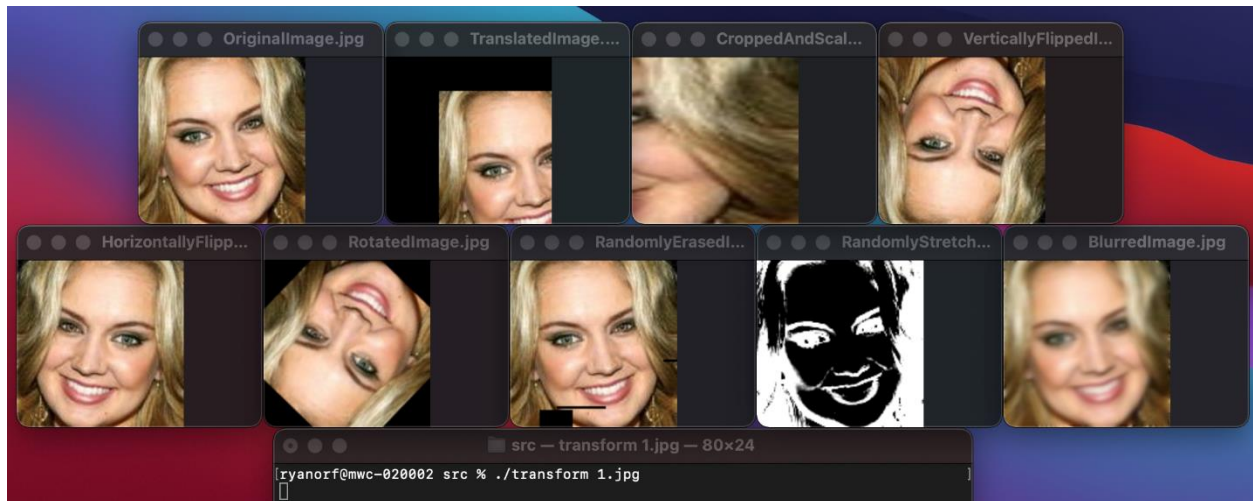 OriginalImage.jpg
TranslatedImage....
CroppedAndScal...
VerticallyFlippedI...
HorizontallyFlipp...
RotatedImage.jpg
RandomlyErasedI...
RandomlyStretch...
BlurredImage.jpg
src — transform 1.jpg — 80×24
[ryanorf@mwc-020002 src % ./transform 1.jpg ]